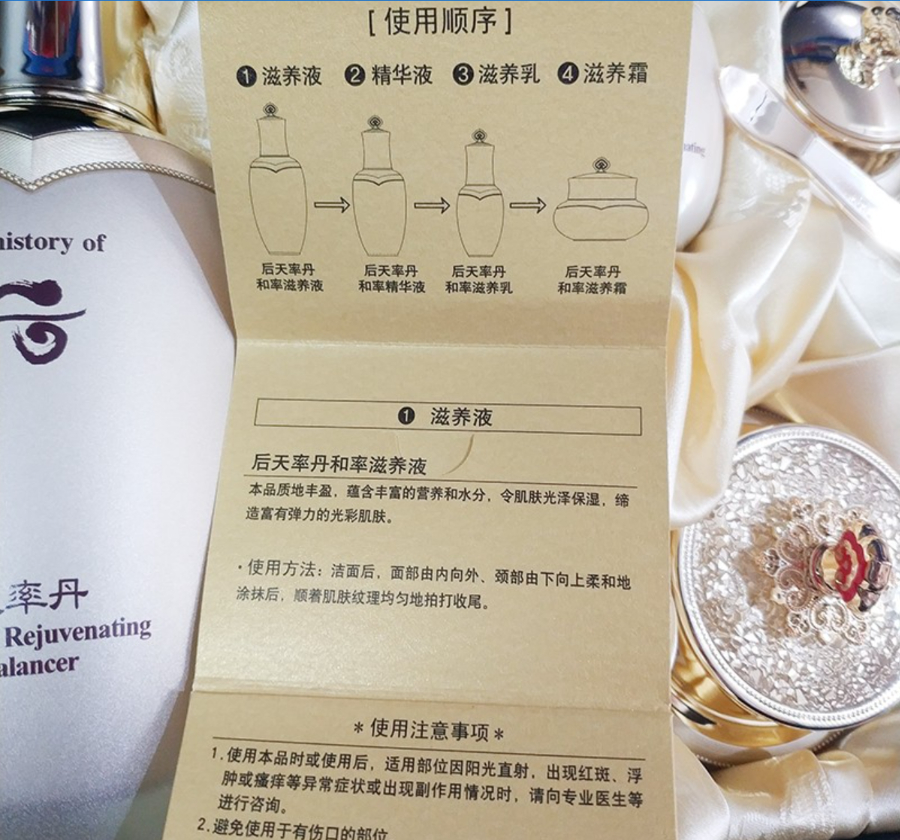 [使用顺序]
❶ 滋养液 ❷ 精华液 ❸ 滋养乳 ❹ 滋养霜
后天率丹
和率滋养液
后天率丹
和率精华液
后天率丹
和率滋养乳
后天率丹
和率滋养霜
❶ 滋养液
后天率丹和率滋养液
本品质地丰盈，蕴含丰富的营养和水分，令肌肤光泽保湿，缔
造富有弹力的光彩肌肤。
·使用方法：洁面后，面部由内向外、颈部由下向上柔和地
涂抹后，顺着肌肤纹理均匀地拍打收尾。
*使用注意事项*
1.使用本品时或使用后，适用部位因阳光直射，出现红斑、浮
肿或瘙痒等异常症状或出现副作用情况时，请向专业医生等
进行咨询。
2.避免使用于有伤口的部位
history of
率丹
Rejuvenating
alancer